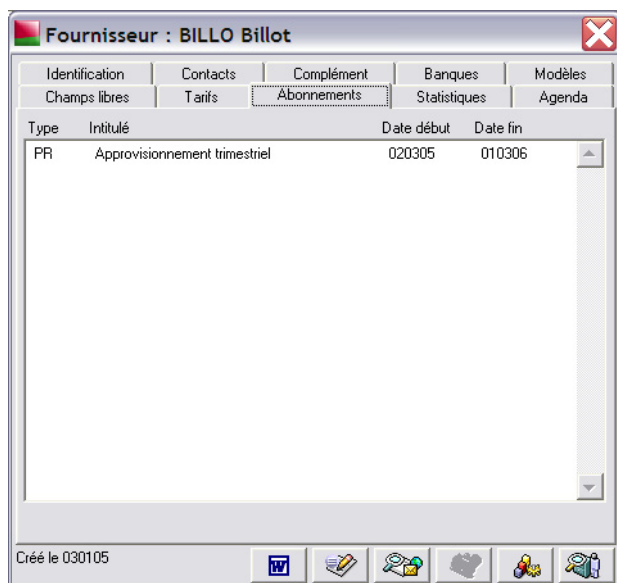 Fournisseur : BILLO Billot
Identification Contacts Complément Banques Modèles
Champs libres Tarifs Abonnements Statistiques Agenda
Type Intitulé Date début Date fin
PR Approvisionnement trimestriel 020305 010306
Créé le 030105
W